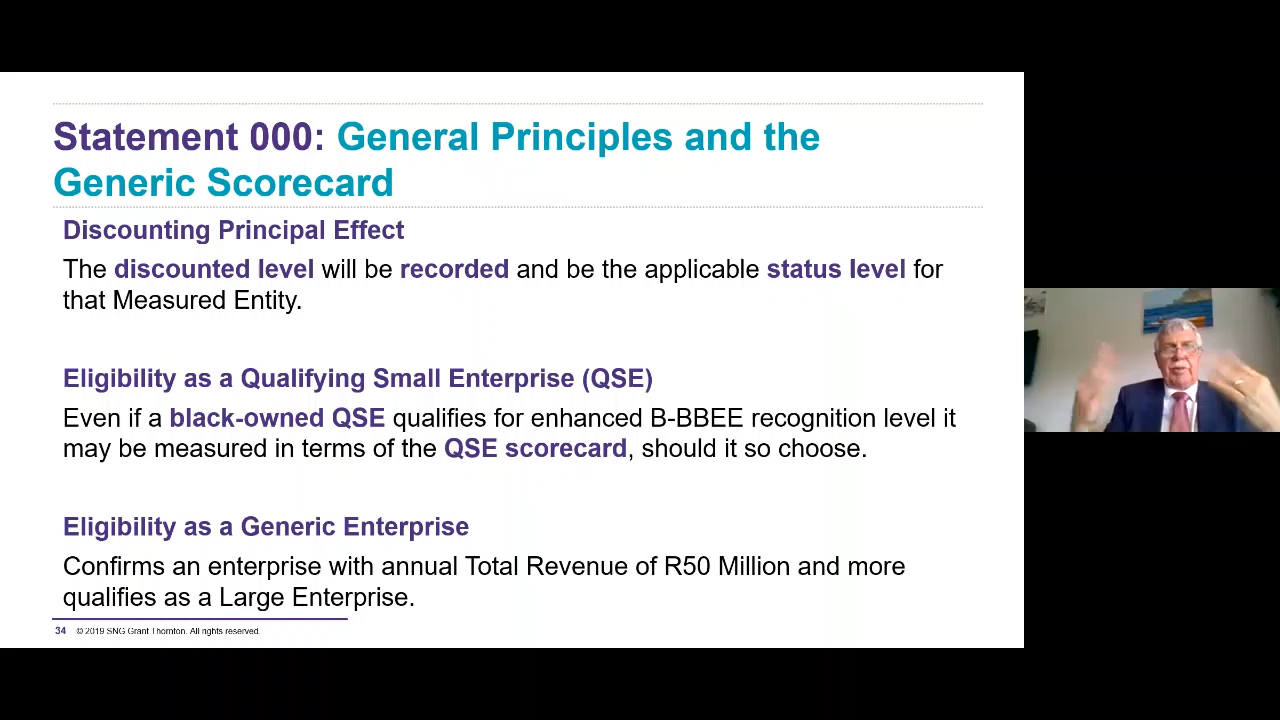 Statement 000: General Principles and the
Generic Scorecard
Discounting Principal Effect
The discounted level will be recorded and be the applicable status level for
that Measured Entity.
Eligibility as a Qualifying Small Enterprise (QSE)
Even if a black-owned QSE qualifies for enhanced B-BBEE recognition level it
may be measured in terms of the QSE scorecard, should it so choose.
Eligibility as a Generic Enterprise
Confirms an enterprise with annual Total Revenue of R50 Million and more
qualifies as a Large Enterprise.
34 © 2019 SNG Grant Thornton. All rights reserved.